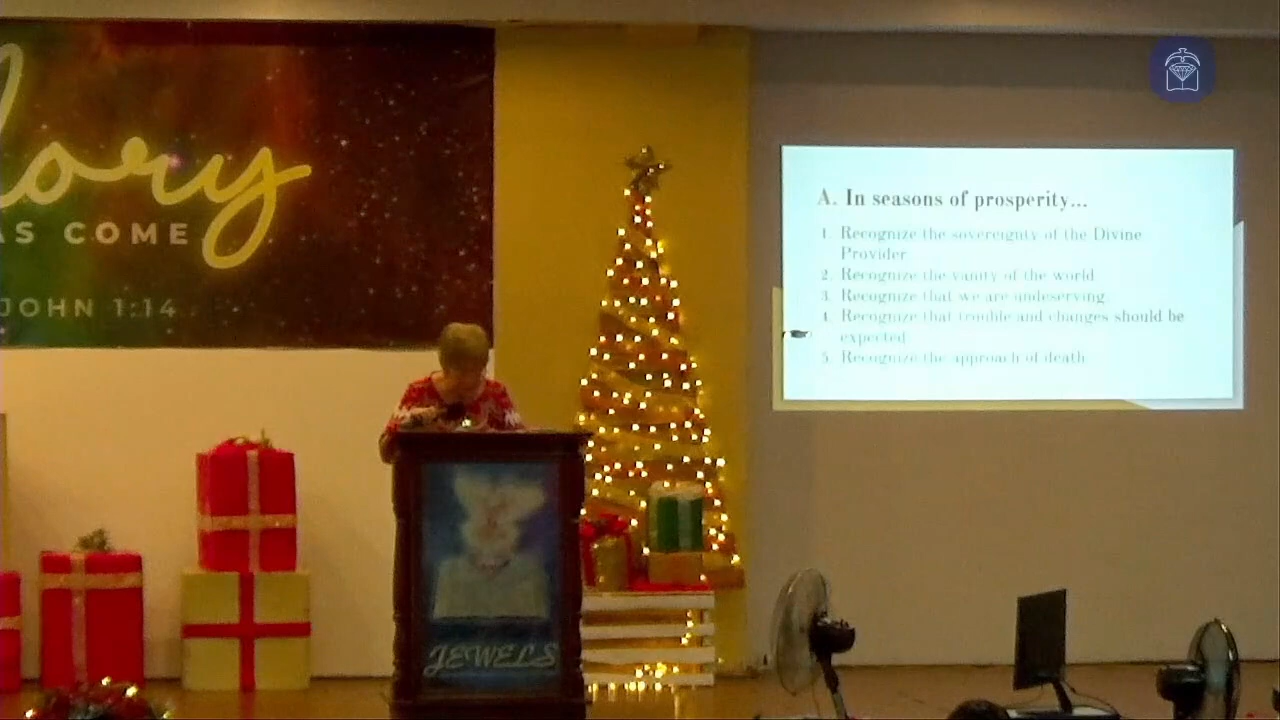 lory
AS COME
JOHN 1:14
A. In seasons of prosperity...
1. Recognize the sovereignty of the Divine
Provider
2. Recognize the vanity of the world
3. Recognize that we are undeserving
4. Recognize that trouble and changes should be
expected
5. Recognize the approach of death
JEWELS